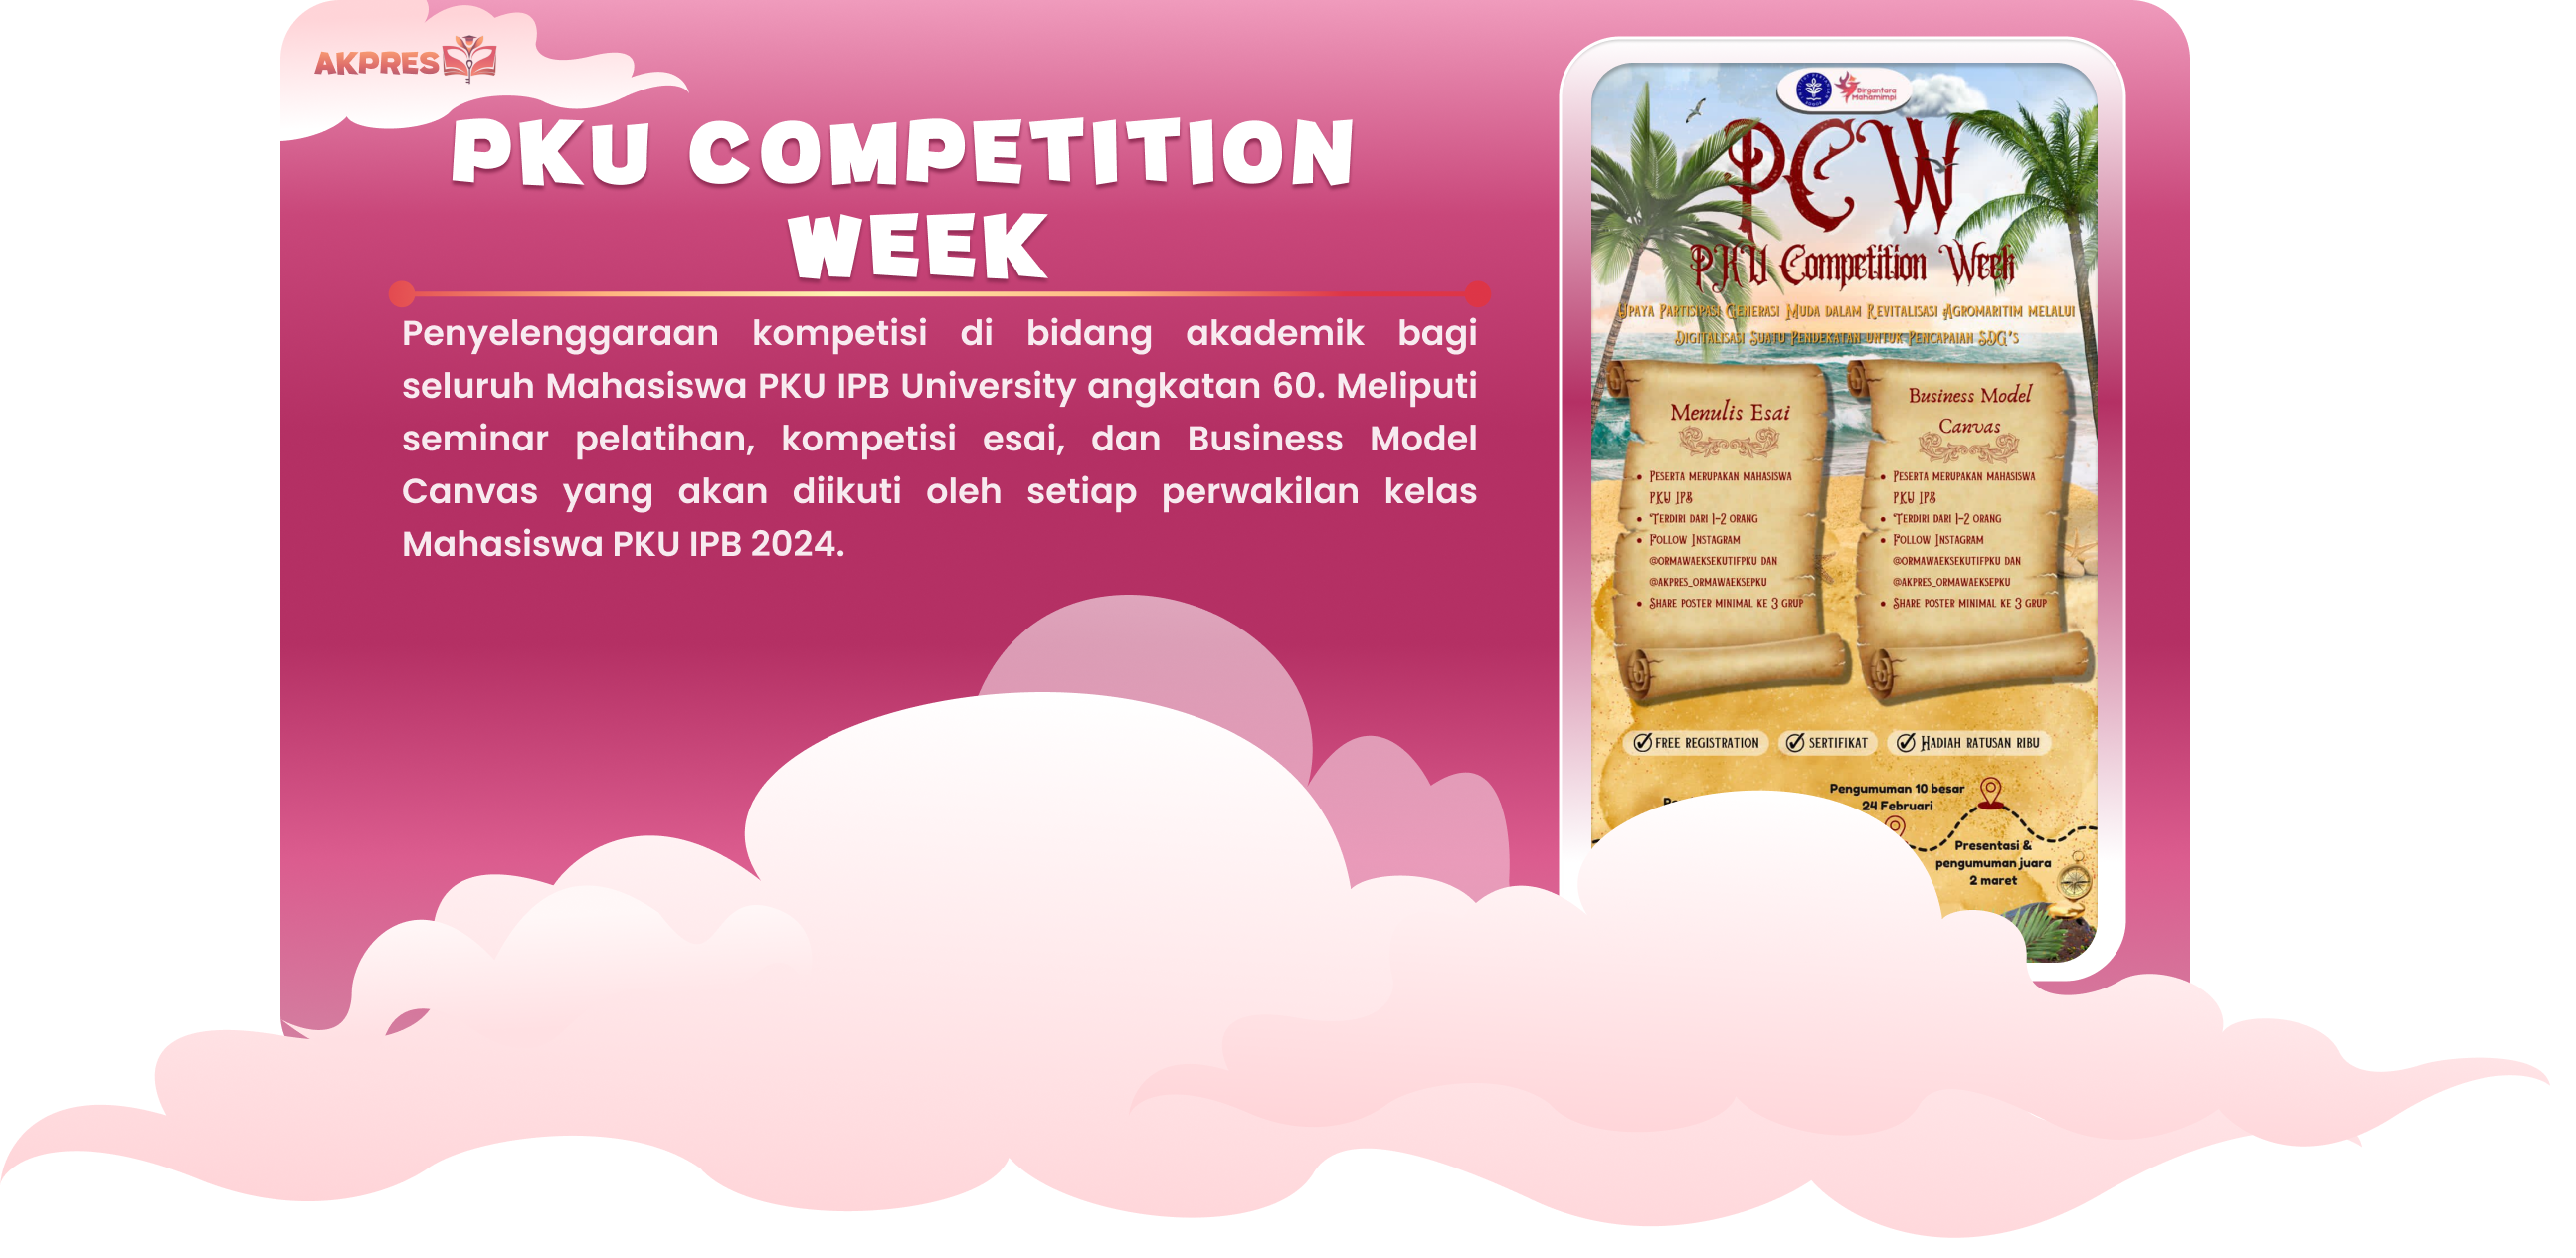 AKPRES
PKU COMPETITION
WEEK
Penyelenggaraan kompetisi di bidang akademik bagi
seluruh Mahasiswa PKU IPB University angkatan 60. Meliputi
seminar pelatihan, kompetisi esai, dan Business Model
Canvas yang akan diikuti oleh setiap perwakilan kelas
Mahasiswa PKU IPB 2024.
Dirgantara
Mahamimpi
PCW
PKU Competition Week
Upaya Partisipasi Generasi Muda dalam Revitalisasi Agromaritim melalui
Digitalisasi Suatu Pendekatan untuk Pencapaian SDG's
Menulis Esai
• Peserta merupakan mahasiswa
PKU IPB
• Terdiri dari 1-2 orang
• Follow Instagram
@ormawaeksekutifpku dan
@akpres_ormawaeksepku
• Share poster minimal ke 3 grup
Business Model
Canvas
• Peserta merupakan mahasiswa
PKU IPB
• Terdiri dari 1-2 orang
• Follow Instagram
@ormawaeksekutifpku dan
@akpres_ormawaeksepku
• Share poster minimal ke 3 grup
FREE REGISTRATION
SERTIFIKAT
Hadiah ratusan ribu
Pengumuman 10 besar
24 Februari
Presentasi &
pengumuman juara
2 maret